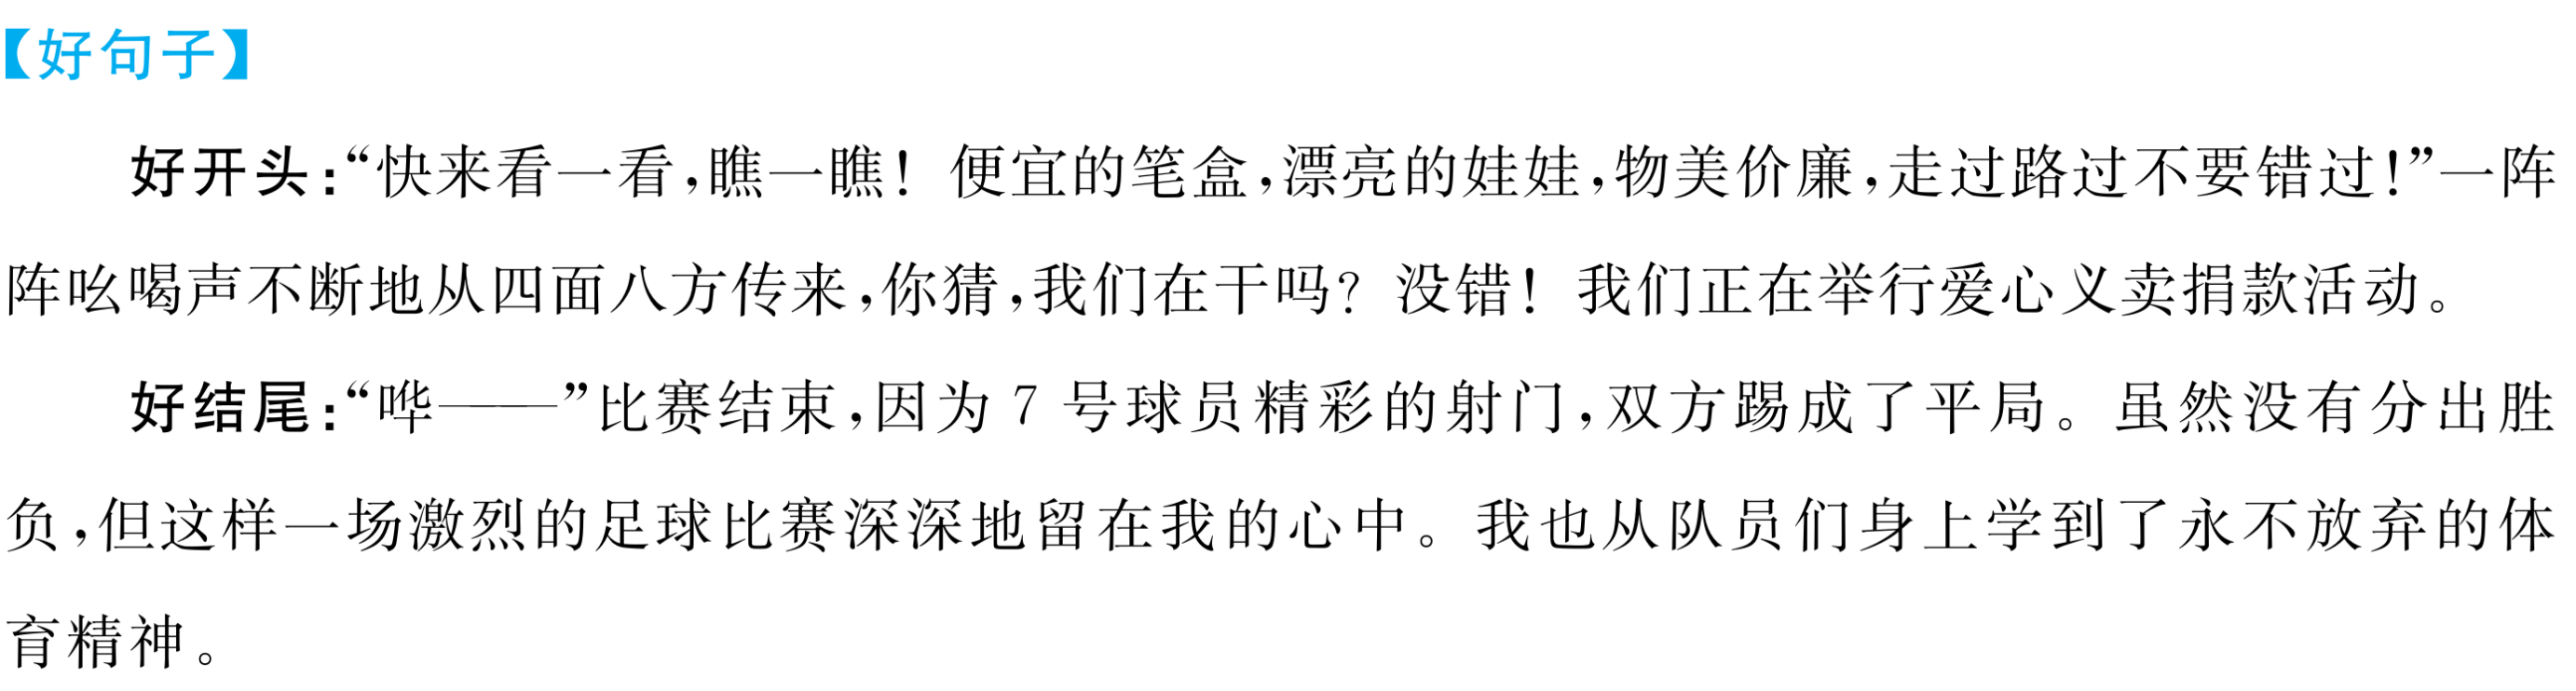 【好句子】
好开头:“快来看一看,瞧一瞧! 便宜的笔盒,漂亮的娃娃,物美价廉,走过路过不要错过!”一阵
阵吆喝声不断地从四面八方传来,你猜,我们在干吗? 没错! 我们正在举行爱心义卖捐款活动。
好结尾:“哗——”比赛结束,因为 7 号球员精彩的射门,双方踢成了平局。虽然没有分出胜
负,但这样一场激烈的足球比赛深深地留在我的心中。我也从队员们身上学到了永不放弃的体
育精神。